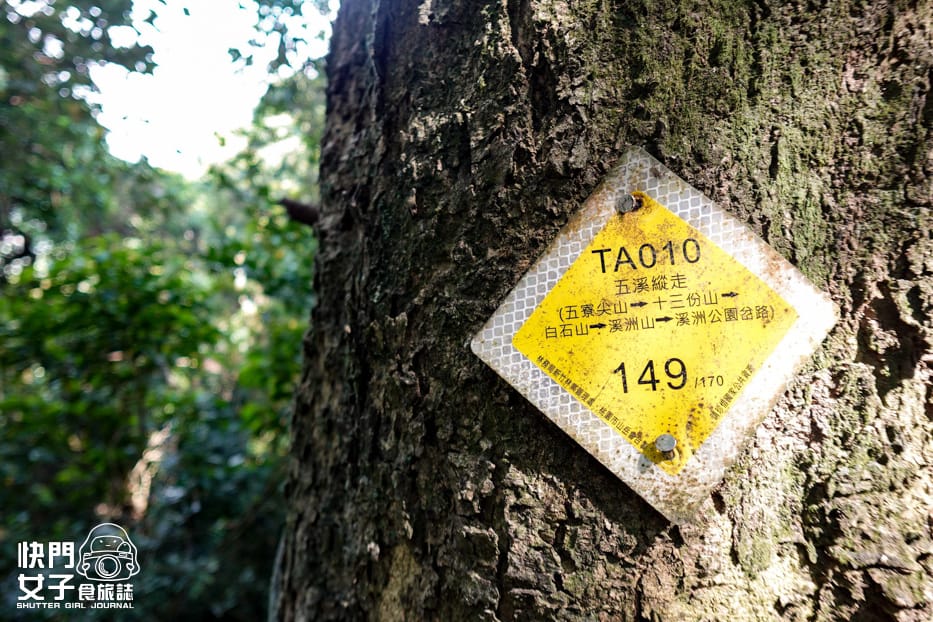 TA010
五溪縱走
(五寮尖山➡十三份山➡
白石山➡溪洲山➡溪洲公園岔路)
149/170
快門
女子食旅誌
SHUTTER GIRL JOURNAL